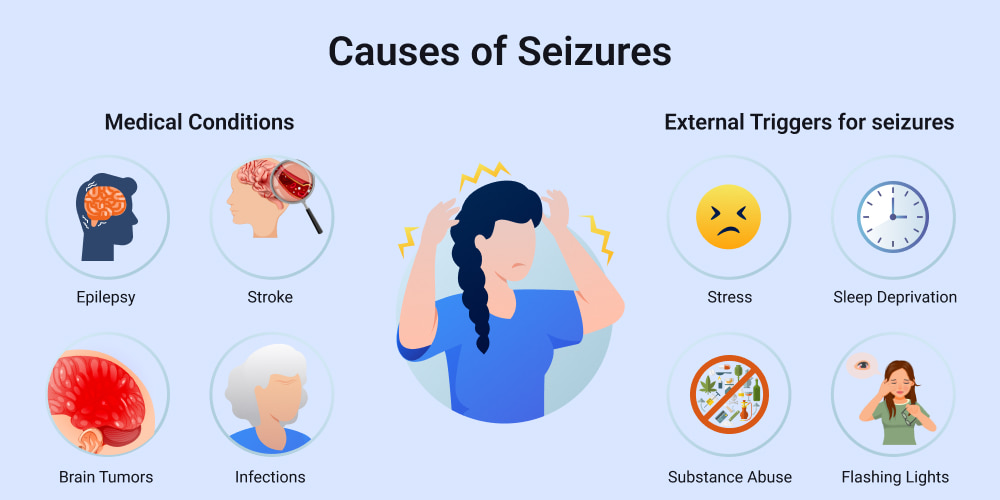 Causes of Seizures
Medical Conditions
Epilepsy
Stroke
Brain Tumors
Infections
External Triggers for seizures
Stress
Sleep Deprivation
Substance Abuse
Flashing Lights